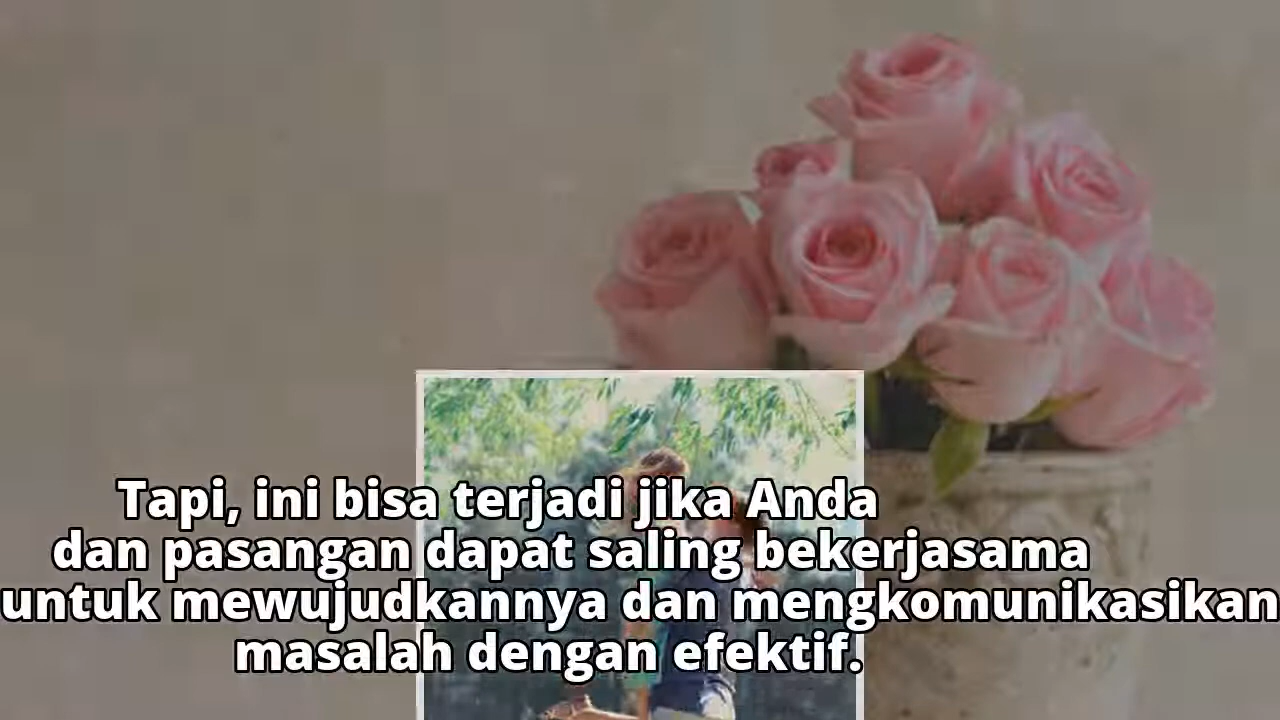 Tapi, ini bisa terjadi jika Anda
dan pasangan dapat saling bekerjasama
untuk mewujudkannya dan mengkomunikasikan
masalah dengan efektif.